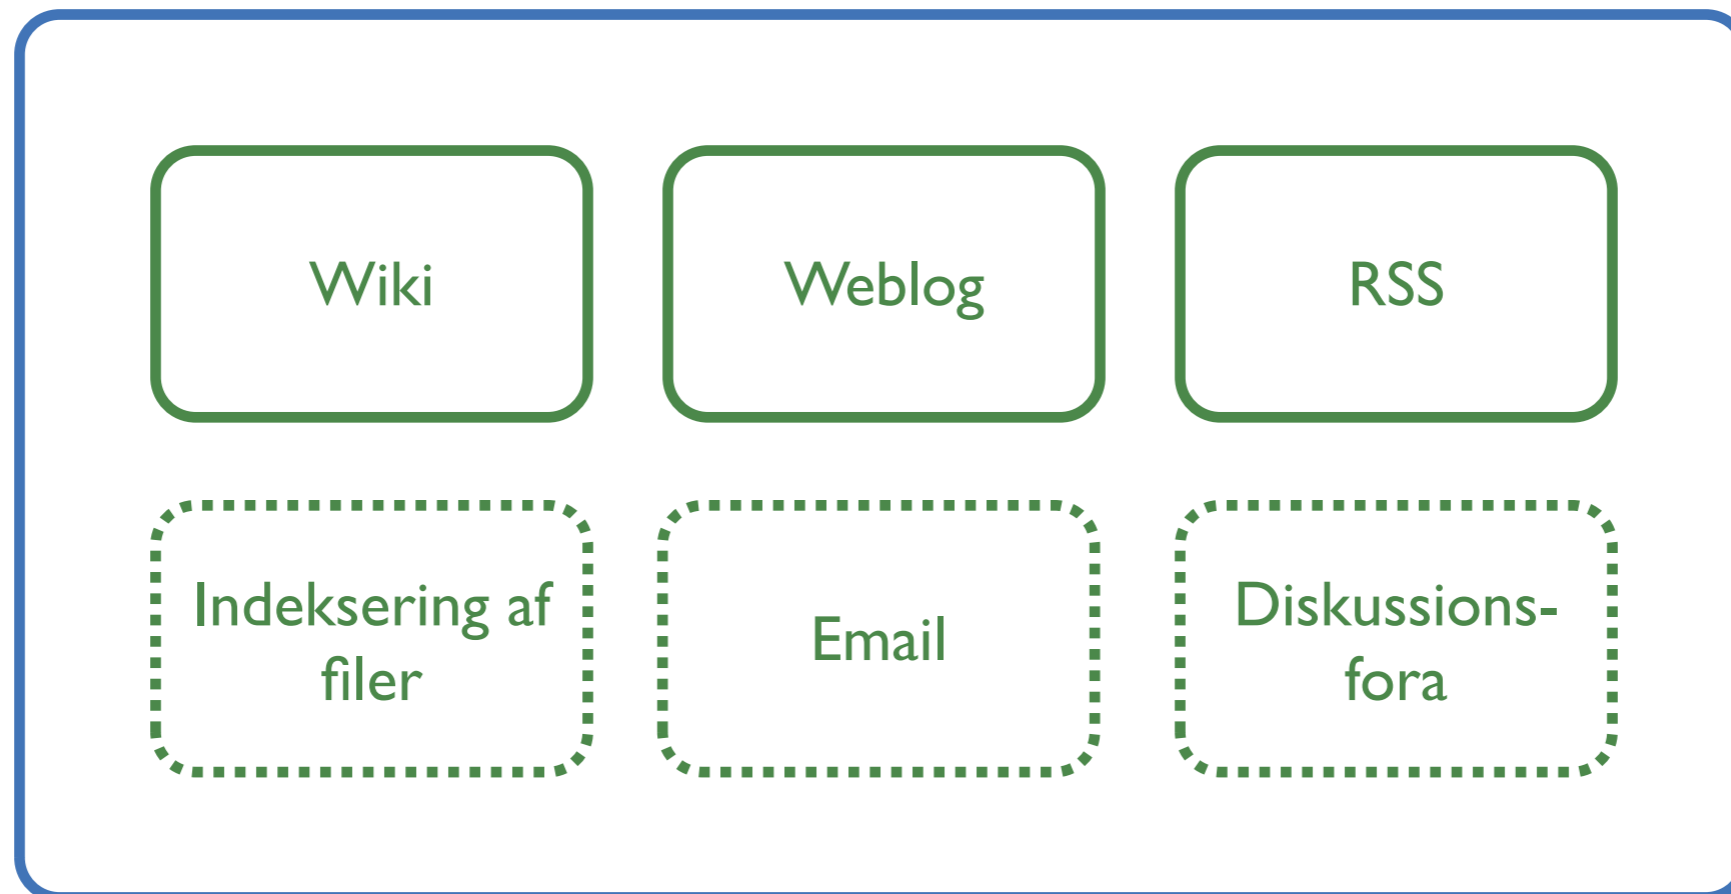 Wiki
Weblog
RSS
Indeksering af
filer
Email
Diskussions-
fora